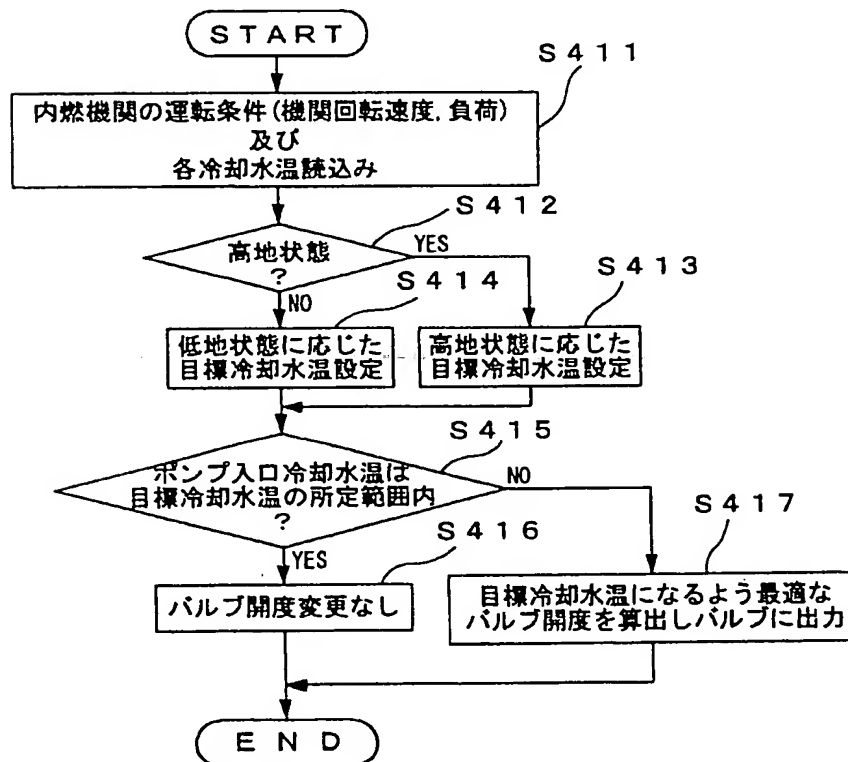 START
S411
内燃機関の運転条件(機関回転速度,負荷)
及び
各冷却水温読込み
S412
高地状態
?
YES
NO
S414
S413
低地状態に応じた
目標冷却水温設定
高地状態に応じた
目標冷却水温設定
S415
ポンプ入口冷却水温は
目標冷却水温の所定範囲内
?
NO
YES
S416
S417
バルブ開度変更なし
目標冷却水温になるよう最適な
バルブ開度を算出しバルブに出力
END